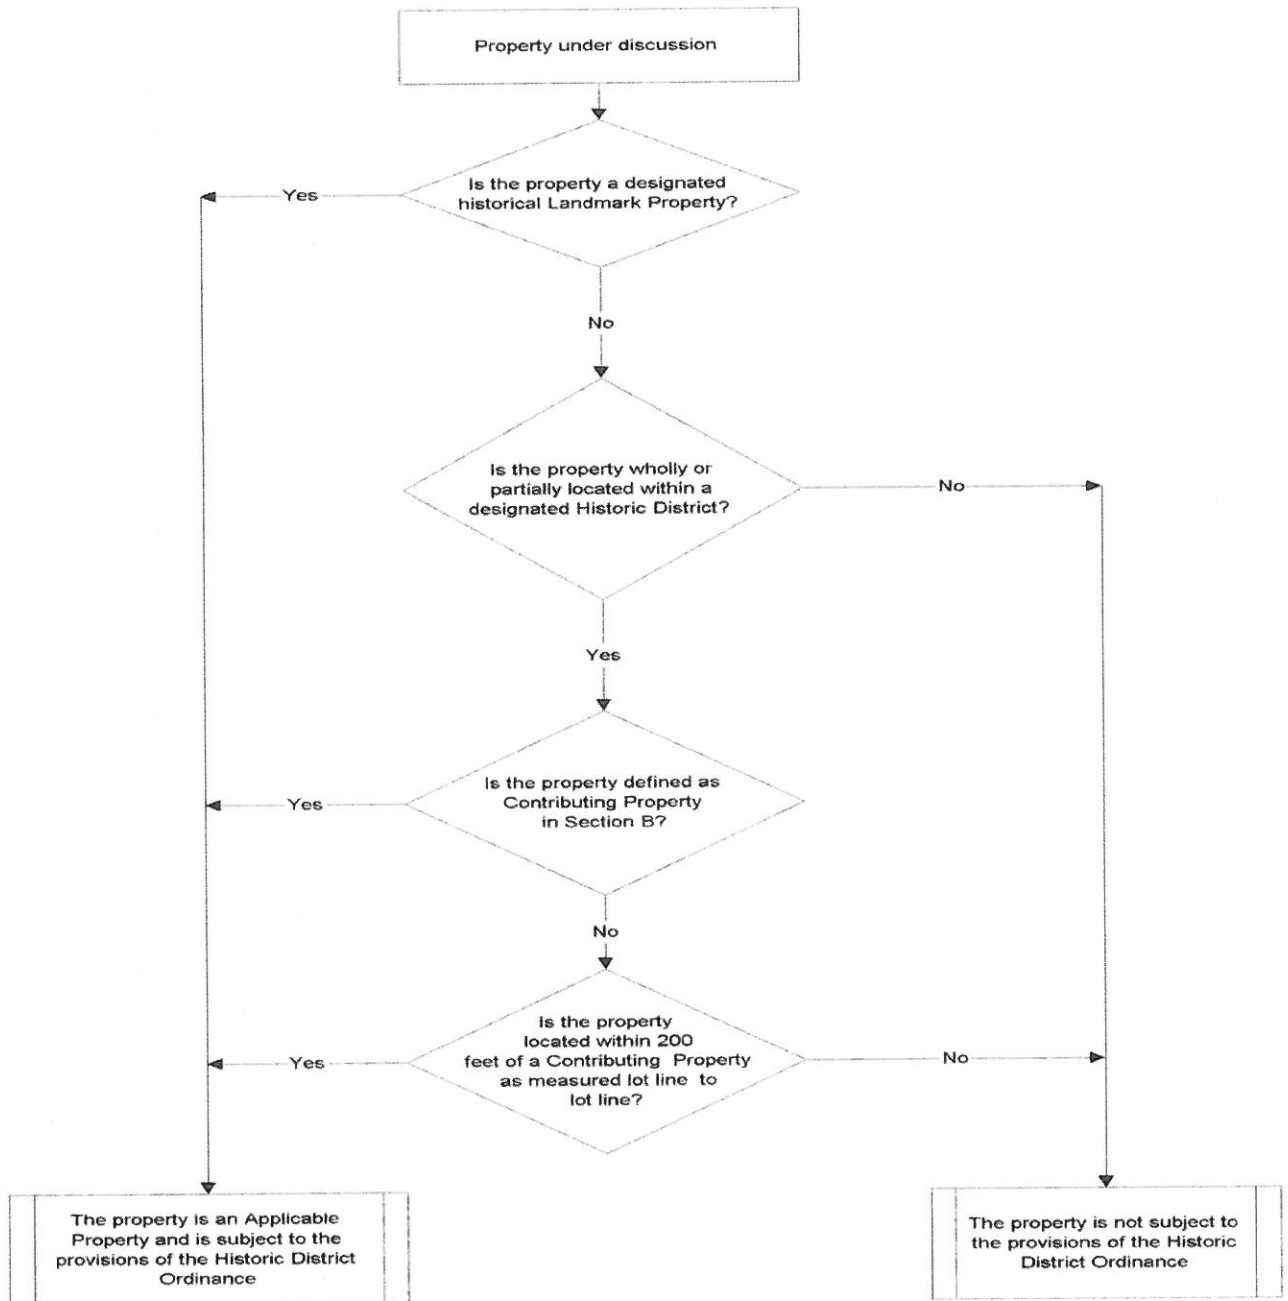 Property under discussion
Is the property a designated
historical Landmark Property?
Yes
No
Is the property wholly or
partially located within a
designated Historic District?
No
Yes
Is the property defined as
Contributing Property
in Section B?
Yes
No
Is the property
located within 200
feet of a Contributing Property
as measured lot line to
lot line?
Yes
No
The property is an Applicable
Property and is subject to the
provisions of the Historic District
Ordinance
The property is not subject to
the provisions of the Historic
District Ordinance